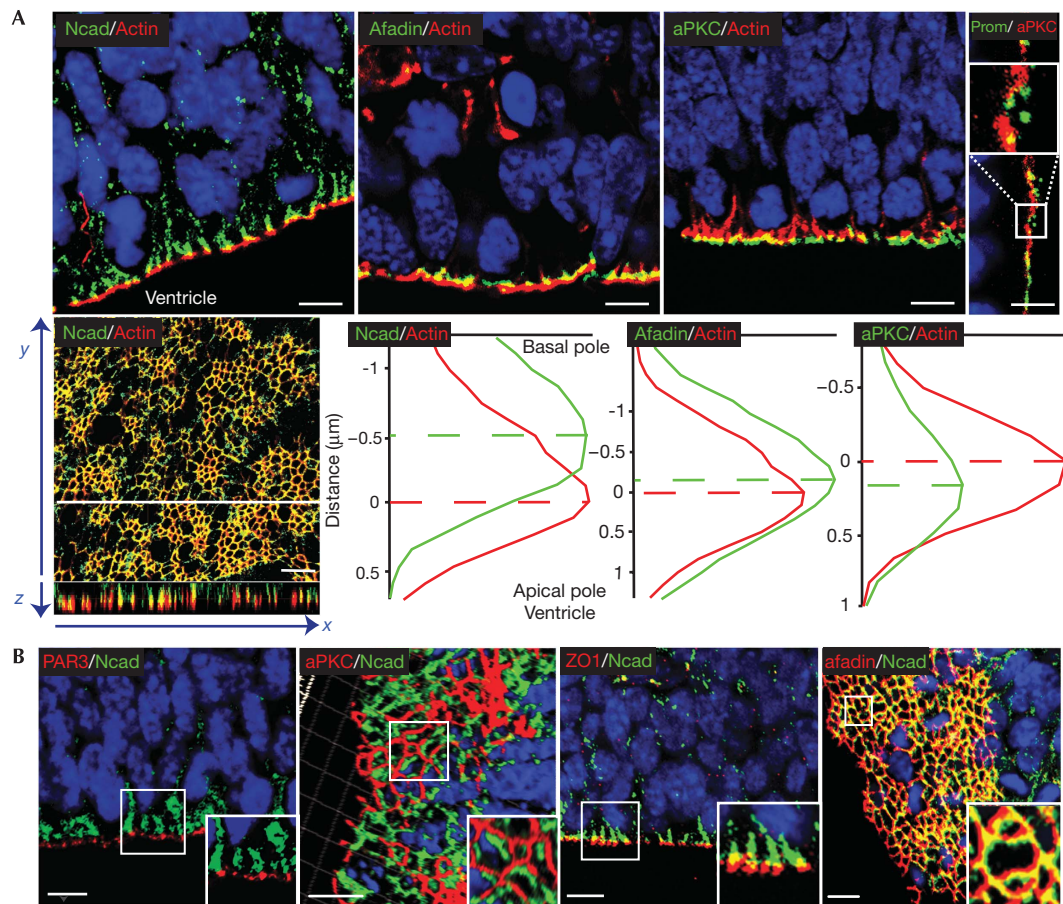 A
Ncad/Actin
Afadin/Actin
aPKC/Actin
Prom/ aPKC
Ventricle
y
z
x
Ncad/Actin
Ncad/Actin
Basal pole
Afadin/Actin
aPKC/Actin
Distance (μm)
-1
−0.5
0
0.5
-1
-0.5
0
0.5
1
-0.5
0
0.5
1
Apical pole
Ventricle
B
PAR3/Ncad
aPKC/Ncad
ZO1/Ncad
afadin/Ncad